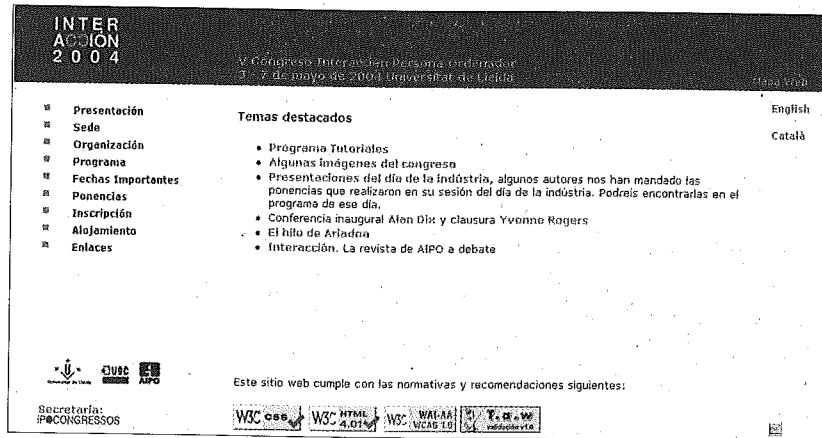 INTER
ACCIÓN
2004
V Congreso Interacción Persona Ordenador
3 - 7 de mayo de 2004 Universitat de Lleida
Mapa Web
Presentación
Sede
Organización
Programa
Fechas Importantes
Ponencias
Inscripción
Alojamiento
Enlaces
Temas destacados
Programa Tutoriales
Algunas imágenes del congreso
Presentaciones del día de la indústria, algunos autores nos han mandado las
ponencias que realizaron en su sesión del día de la indústria. Podreis encontrarlas en el
programa de ese día.
Conferencia inaugural Alan Dix y clausura Yvonne Rogers
El hilo de Ariadna
Interacción. La revista de AIPO a debate
English
Català
AIPO
Secretaría:
IPOCONGRESSOS
Este sitio web cumple con las normativas y recomendaciones siguientes:
W3C css
W3C HTML 4.01
W3C WAI-AA WCAG 1.0
T.a.w